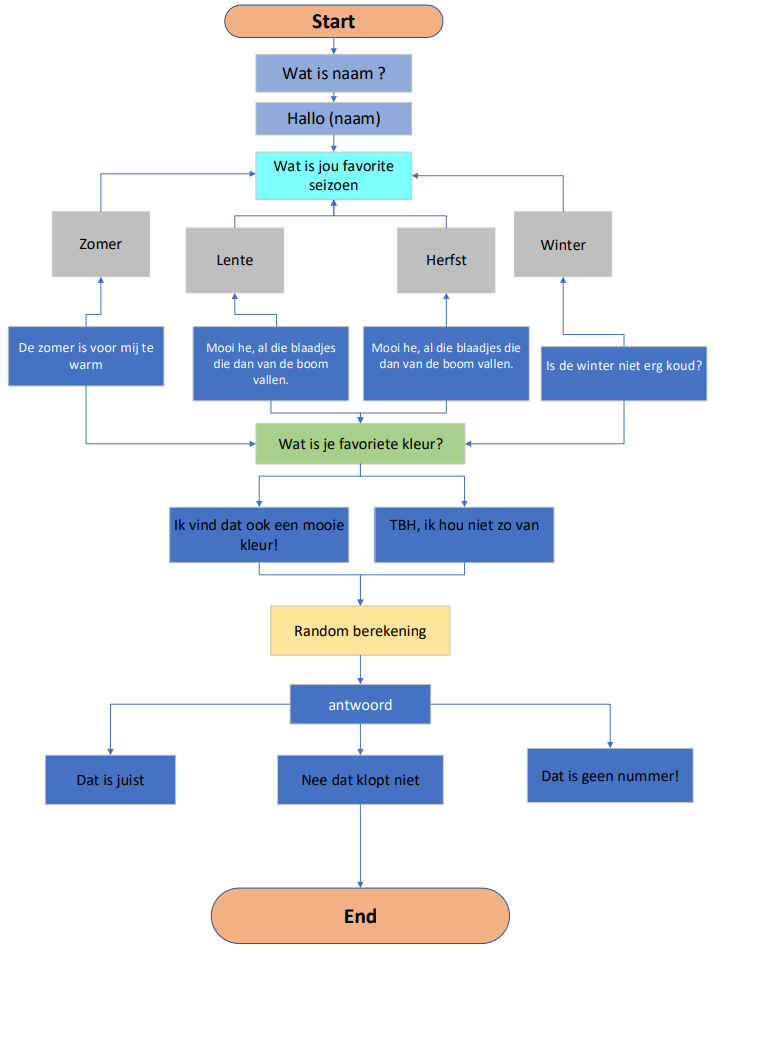 Start
Wat is naam ?
Hallo (naam)
Wat is jou favorite
seizoen
Zomer
Lente
Herfst
Winter
De zomer is voor mij te
warm
Mooi he, al die blaadjes
die dan van de boom
vallen.
Mooi he, al die blaadjes die
dan van de boom vallen.
Is de winter niet erg koud?
Wat is je favoriete kleur?
Ik vind dat ook een mooie
kleur!
TBH, ik hou niet zo van
Random berekening
antwoord
Dat is juist
Nee dat klopt niet
Dat is geen nummer!
End